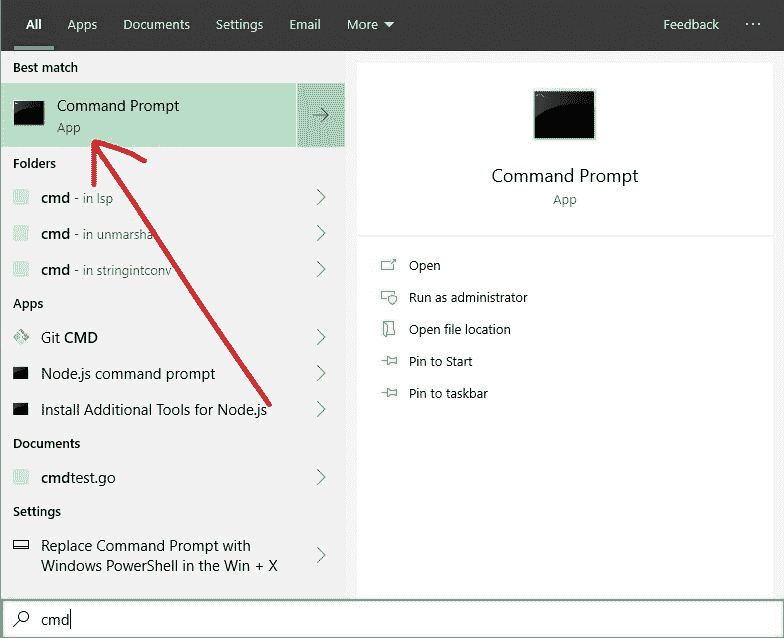 All Apps Documents Settings Email More Feedback ...
Best match
Command Prompt
App
Folders
cmd - in lsp
cmd - in unmarsha
cmd - in stringintconv
Apps
Git CMD
Node.js command prompt
Install Additional Tools for Node.js
Documents
cmdtest.go
Settings
Replace Command Prompt with
Windows PowerShell in the Win + X
Command Prompt
App
Open
Run as administrator
Open file location
Pin to Start
Pin to taskbar
cmd